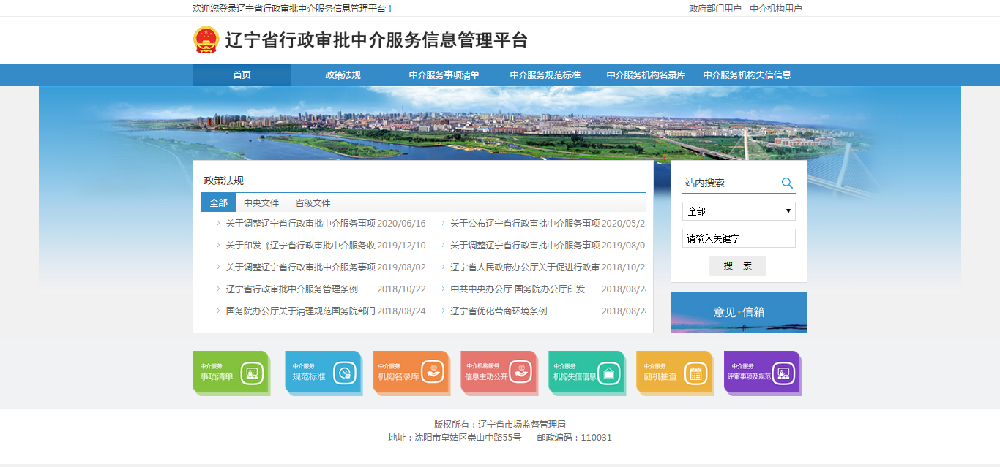 欢迎您登录辽宁省行政审批中介服务信息管理平台！
政府部门用户 中介机构用户
辽宁省行政审批中介服务信息管理平台
首页 政策法规 中介服务事项清单 中介服务规范标准 中介服务机构名录库 中介服务机构失信信息
政策法规
全部 中央文件 省级文件
关于调整辽宁省行政审批中介服务事项 2020/06/16
关于公布辽宁省行政审批中介服务事项 2020/05/2
关于印发《辽宁省行政审批中介服务收 2019/12/10
关于调整辽宁省行政审批中介服务事项 2019/08/0
关于调整辽宁省行政审批中介服务事项 2019/08/02
辽宁省人民政府办公厅关于促进行政审 2018/10/2
辽宁省行政审批中介服务管理条例 2018/10/22
中共中央办公厅 国务院办公厅印发 2018/08/24
国务院办公厅关于清理规范国务院部门 2018/08/24
辽宁省优化营商环境条例 2018/08/24
站内搜索
全部
请输入关键字
搜 索
意见·信箱
中介服务
事项清单
中介服务
规范标准
中介服务
机构名录库
中介机构服务
信息主动公开
中介服务
机构失信信息
中介服务
随机抽查
中介服务
评审事项及规范
版权所有：辽宁省市场监督管理局
地址：沈阳市皇姑区崇山中路55号 邮政编码：110031